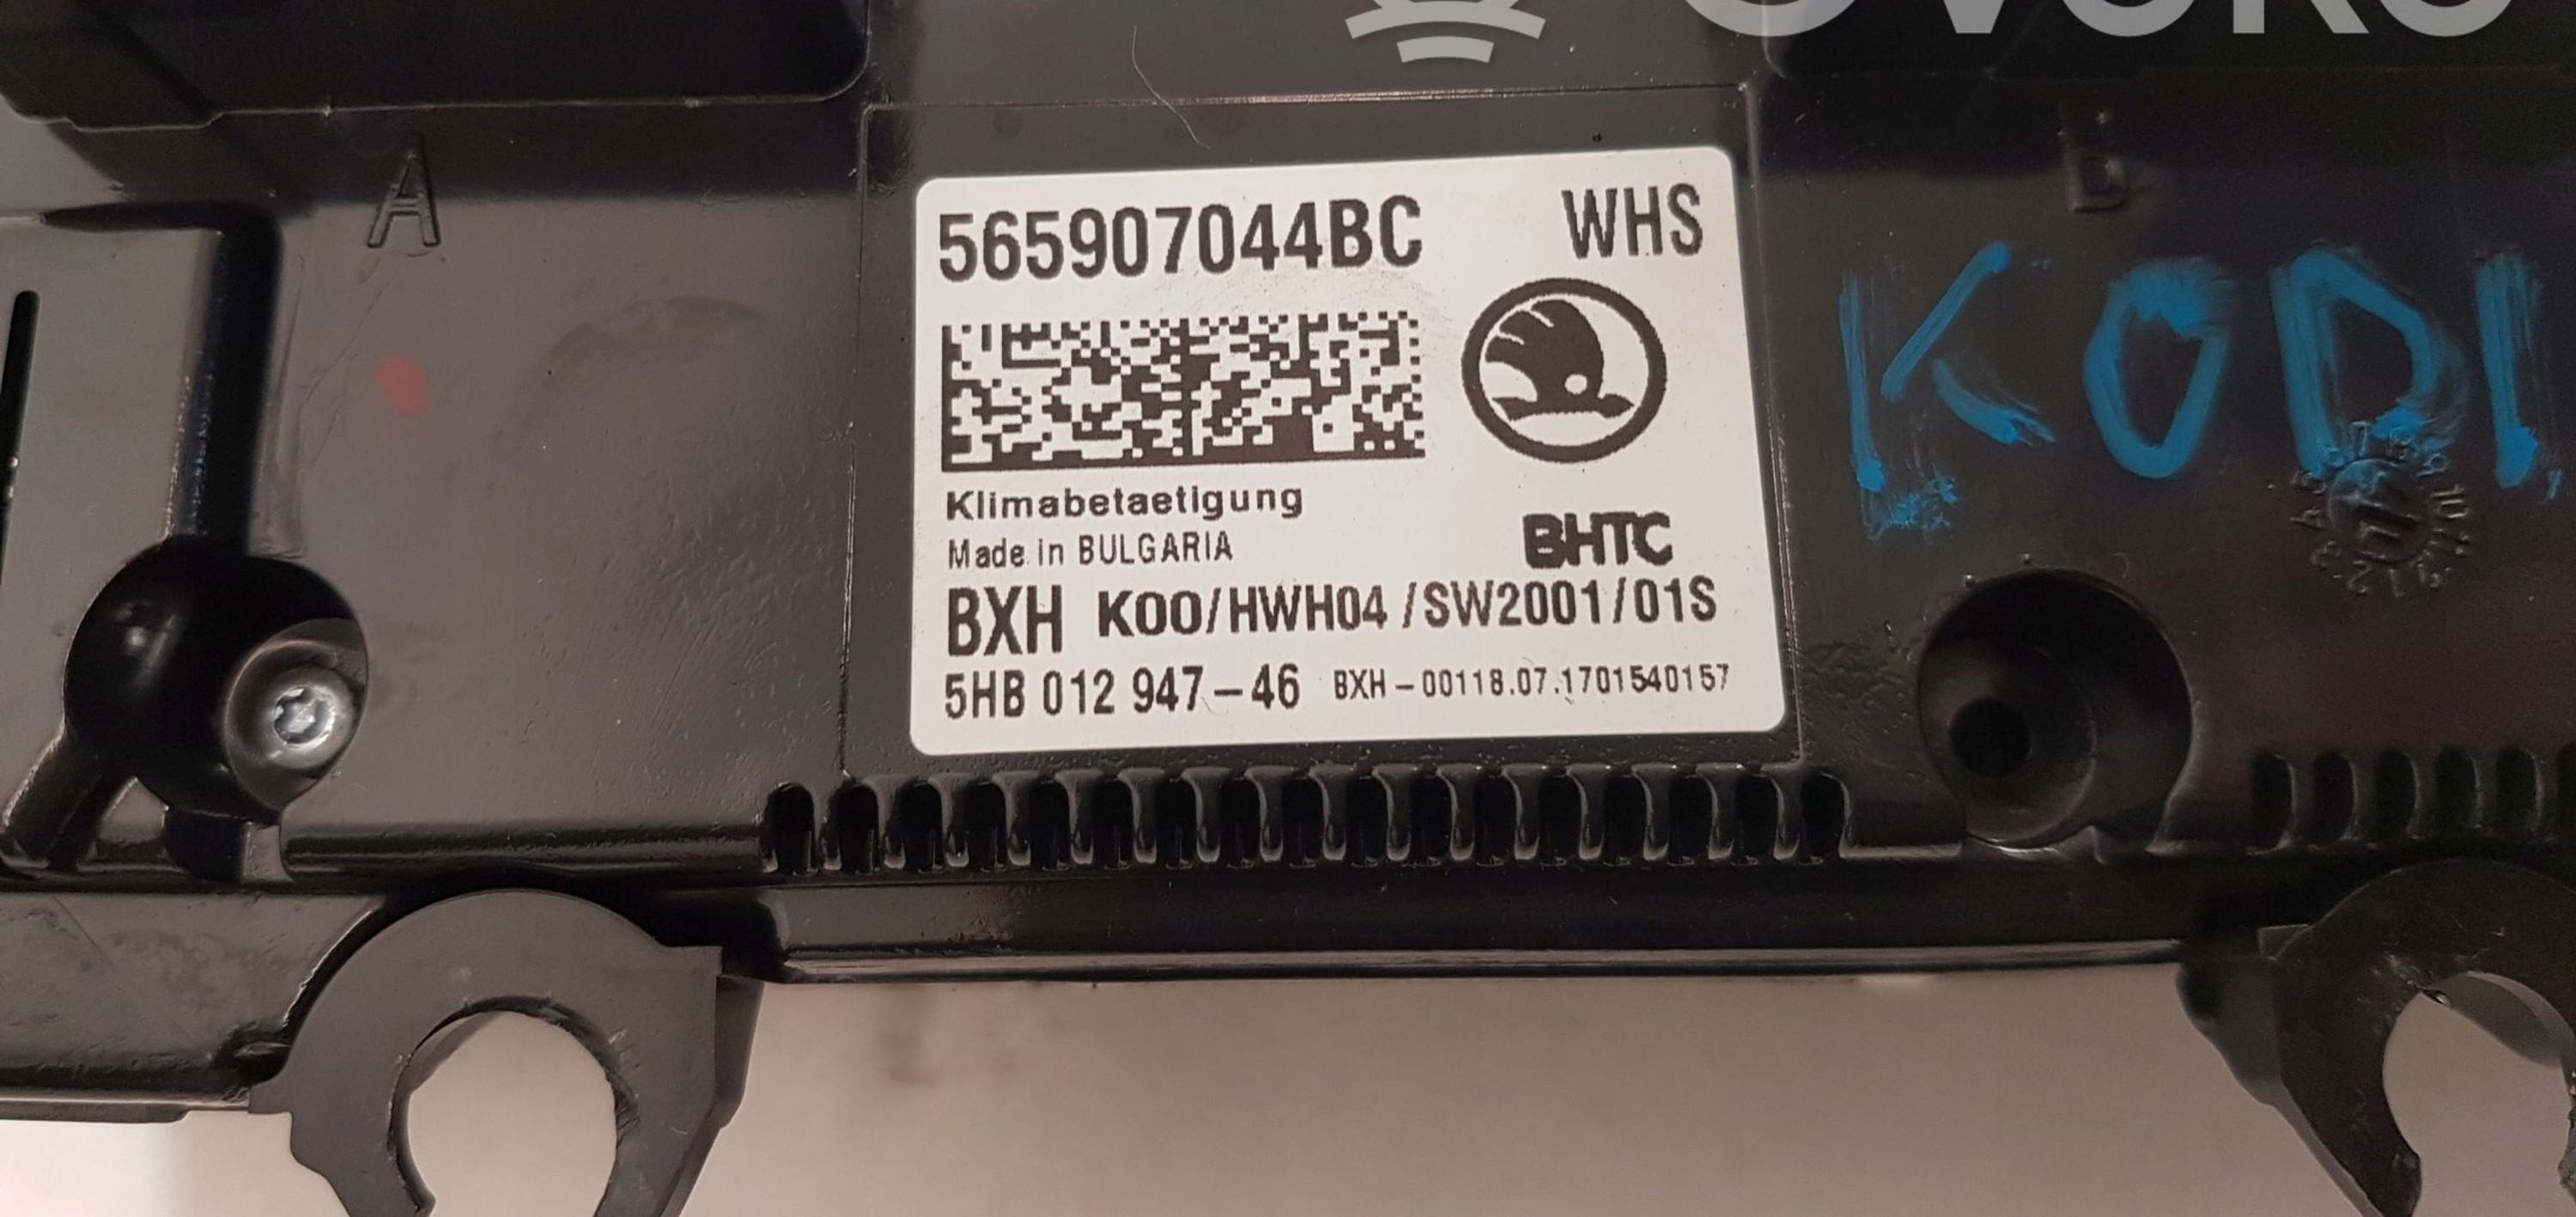 A
B
565907044BC WHS
Klimabetaetigung
Made in BULGARIA
BHTC
BXH K00/HWH04 /SW2001/01S
5HB 012 947-46 BXH-00118.07.1701540157
KODI